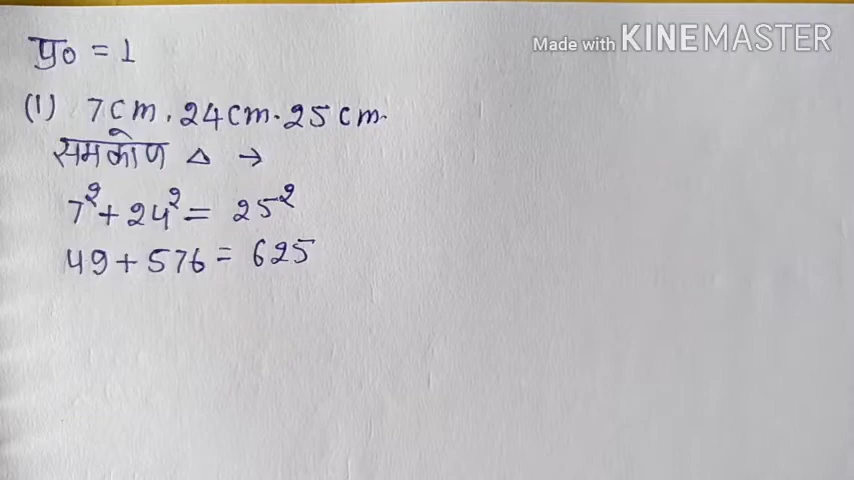 प्र० = 1
Made with KINEMASTER
(1) 7cm, 24cm. 25cm.
समकोण △ →
7² + 24² = 25²
49 + 576 = 625